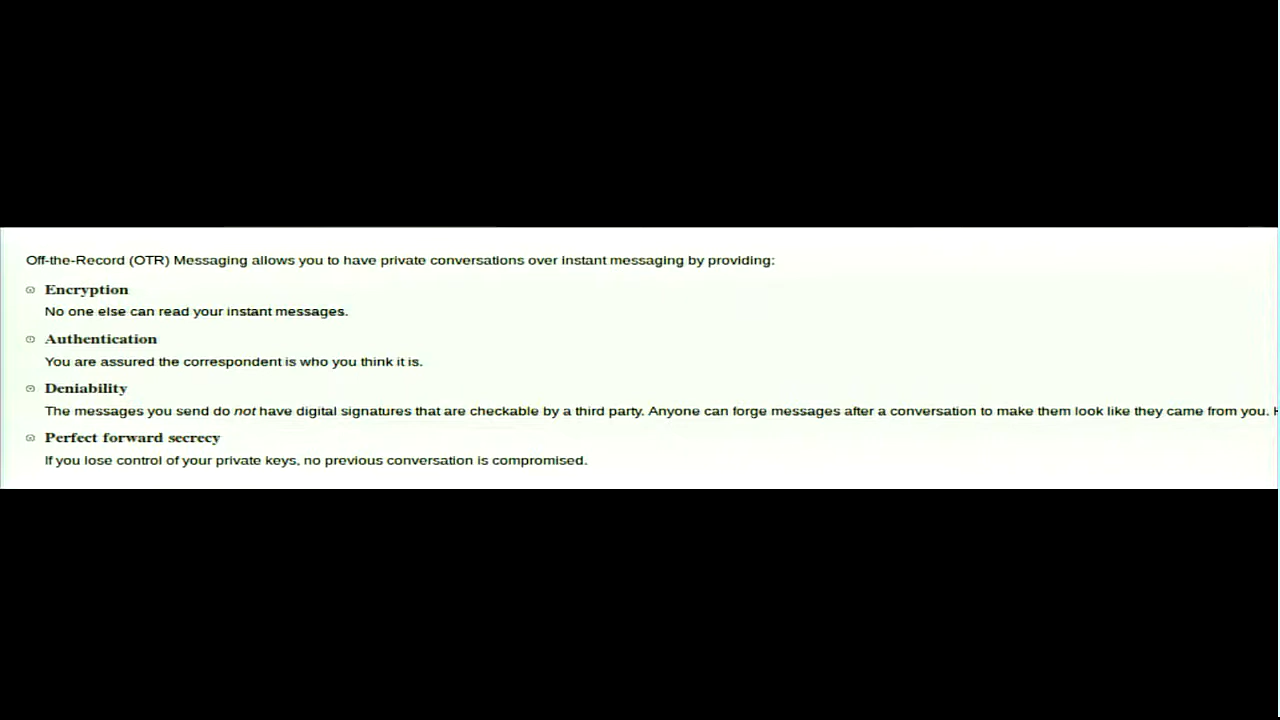 Off-the-Record (OTR) Messaging allows you to have private conversations over instant messaging by providing:
Encryption
No one else can read your instant messages.
Authentication
You are assured the correspondent is who you think it is.
Deniability
The messages you send do not have digital signatures that are checkable by a third party. Anyone can forge messages after a conversation to make them look like they came from you.
Perfect forward secrecy
If you lose control of your private keys, no previous conversation is compromised.